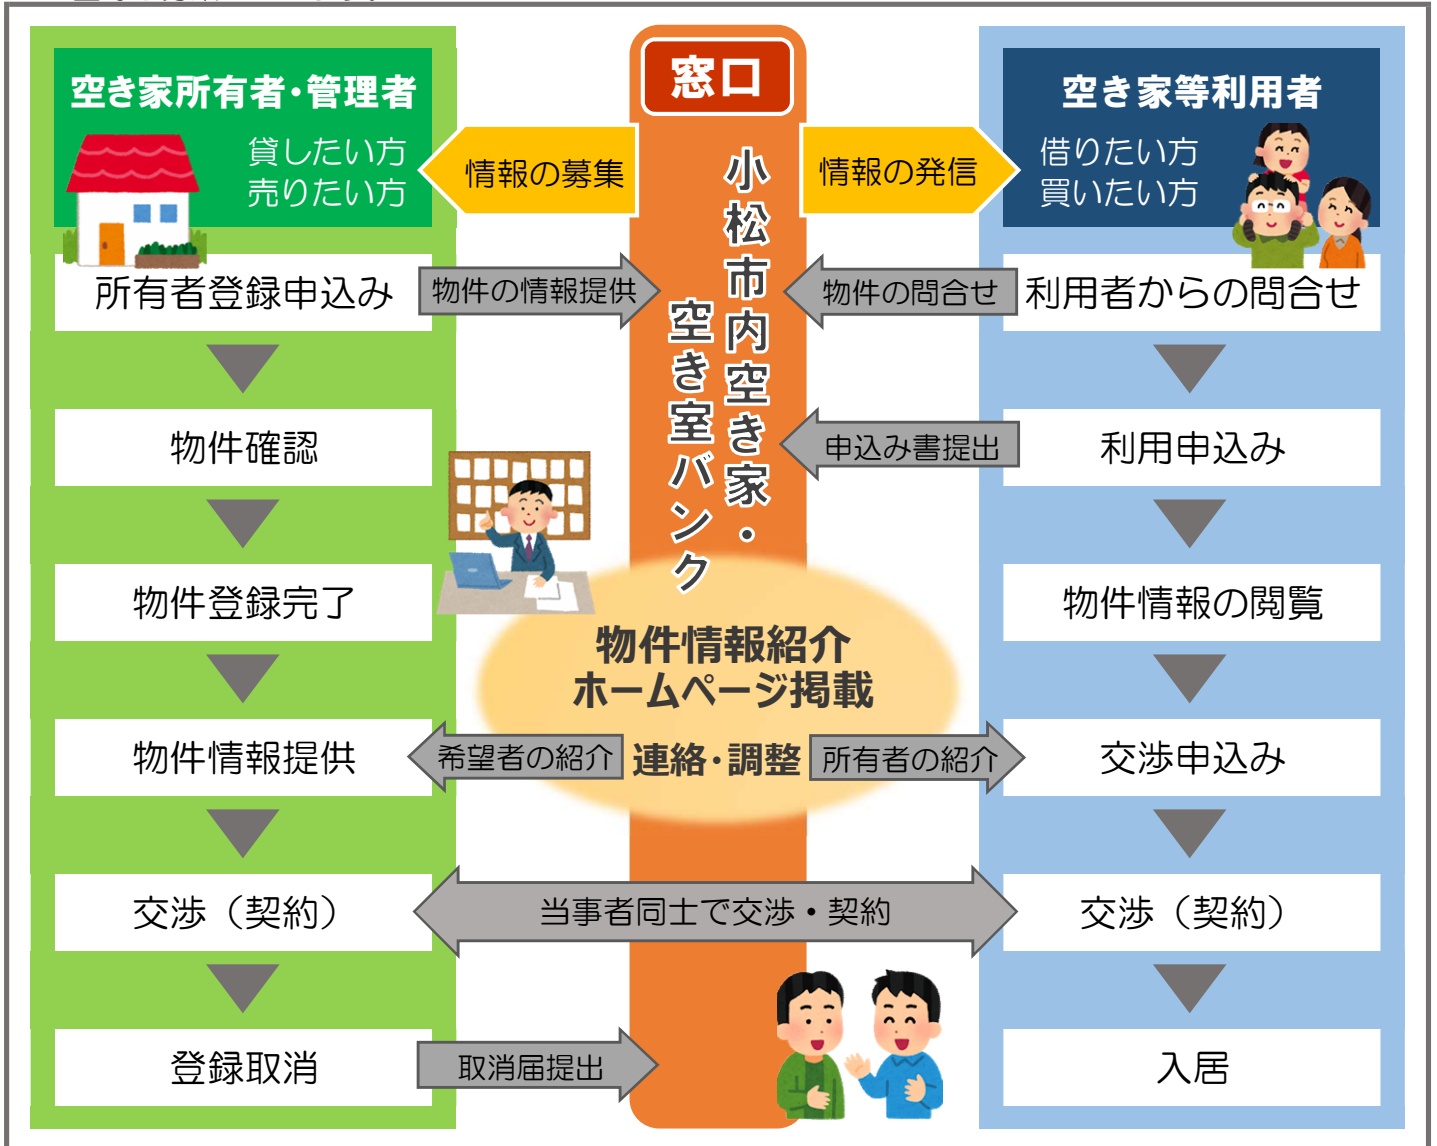 空き家所有者・管理者
貸したい方
売りたい方
窓口
空き家等利用者
借りたい方
買いたい方
情報の募集
情報の発信
小松市内空き家・
空き室バンク
所有者登録申込み
物件の情報提供
物件の問合せ
利用者からの問合せ
物件確認
申込み書提出
利用申込み
物件登録完了
物件情報の閲覧
物件情報紹介
ホームページ掲載
物件情報提供
希望者の紹介
連絡・調整
所有者の紹介
交渉申込み
交渉（契約）
当事者同士で交渉・契約
交渉（契約）
登録取消
取消届提出
入居